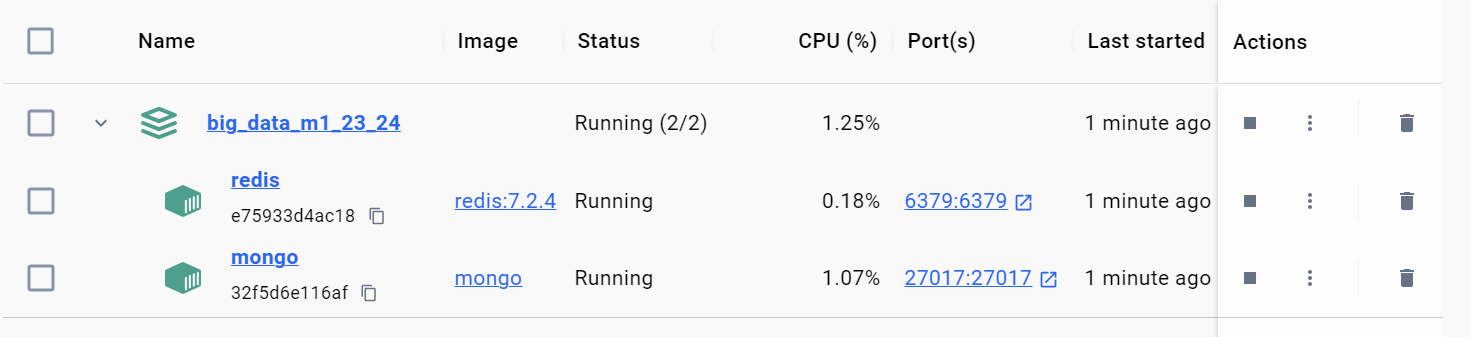 Name Image Status CPU (%) Port(s) Last started Actions
big_data_m1_23_24 Running (2/2) 1.25% 1 minute ago
redis
e75933d4ac18 redis:7.2.4 Running 0.18% 6379:6379 1 minute ago
mongo
32f5d6e116af mongo Running 1.07% 27017:27017 1 minute ago